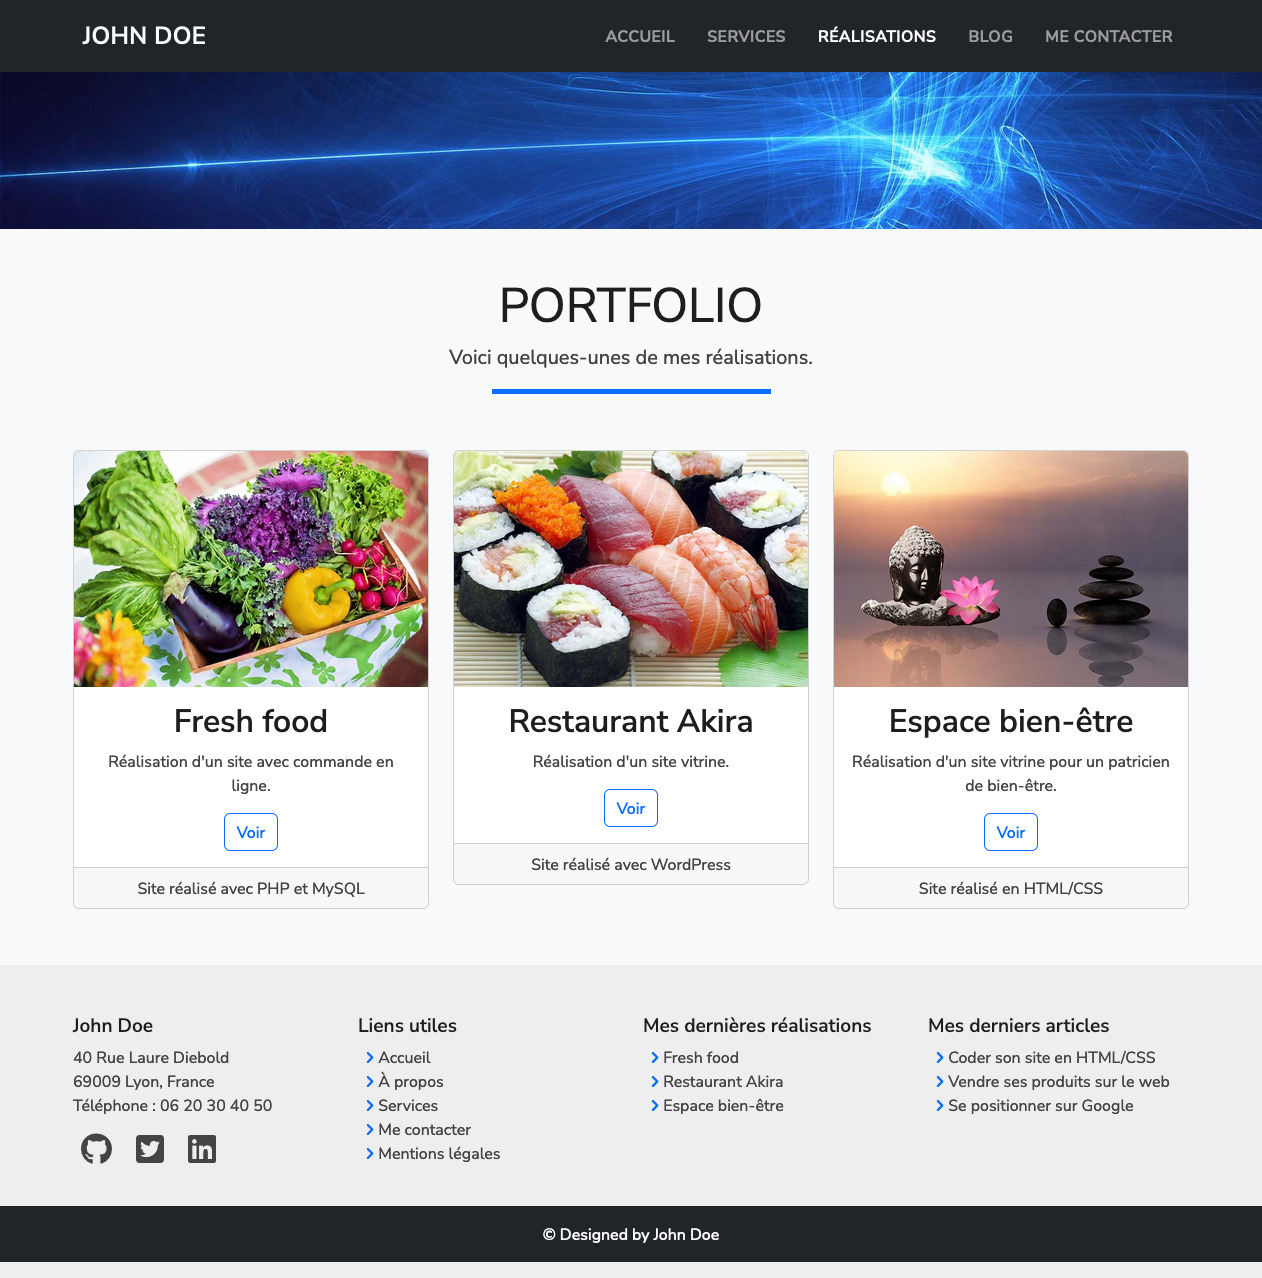 JOHN DOE
ACCUEIL SERVICES RÉALISATIONS BLOG ME CONTACTER
PORTFOLIO
Voici quelques-unes de mes réalisations.
Fresh food
Réalisation d'un site avec commande en
ligne.
Voir
Site réalisé avec PHP et MySQL
Restaurant Akira
Réalisation d'un site vitrine.
Voir
Site réalisé avec WordPress
Espace bien-être
Réalisation d'un site vitrine pour un patricien
de bien-être.
Voir
Site réalisé en HTML/CSS
John Doe
40 Rue Laure Diebold
69009 Lyon, France
Téléphone : 06 20 30 40 50
in
Liens utiles
Accueil
À propos
Services
Me contacter
Mentions légales
Mes dernières réalisations
Fresh food
Restaurant Akira
Espace bien-être
Mes derniers articles
Coder son site en HTML/CSS
Vendre ses produits sur le web
Se positionner sur Google
© Designed by John Doe